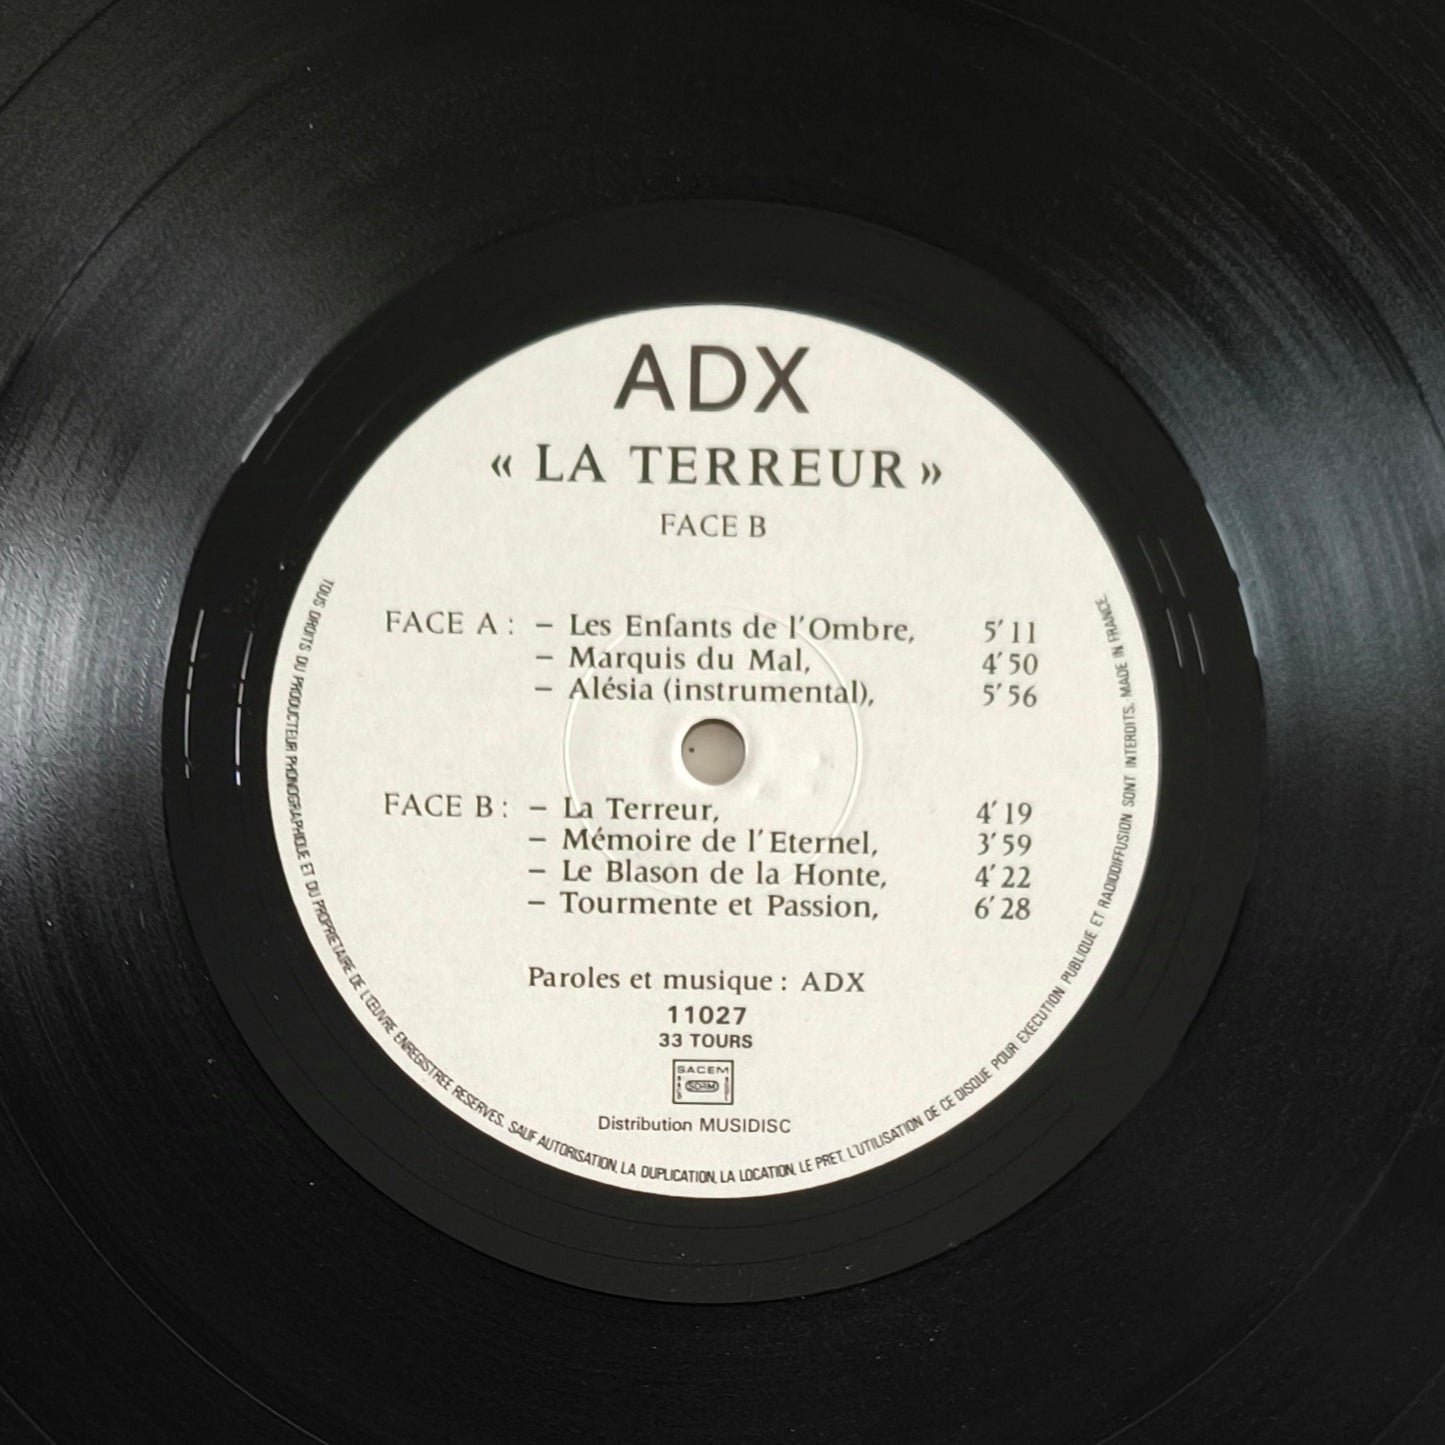 ADX
« LA TERREUR »
FACE B
FACE A : – Les Enfants de l'Ombre, 5'11
– Marquis du Mal, 4'50
– Alésia (instrumental), 5'56
FACE B : – La Terreur, 4'19
– Mémoire de l'Eternel, 3'59
– Le Blason de la Honte, 4'22
– Tourmente et Passion, 6'28
Paroles et musique : ADX
11027
33 TOURS
SACEM
SDRM
Distribution MUSIDISC
TOUS DROITS DU PRODUCTEUR PHONOGRAPHIQUE ET DU PROPRIETAIRE DE L'ŒUVRE ENREGISTREE RESERVES. SAUF AUTORISATION, LA DUPLICATION, LA LOCATION, LE PRET, L'UTILISATION DE CE DISQUE POUR EXECUTION PUBLIQUE ET RADIODIFFUSION SONT INTERDITS. MADE IN FRANCE.